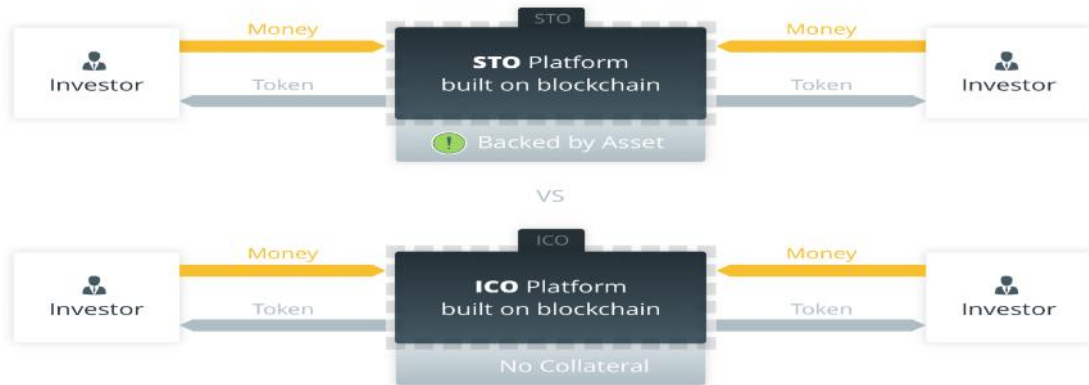 STO
Money
Money
Investor
STO Platform
built on blockchain
Investor
Token
Token
! Backed by Asset
VS
ICO
Money
Money
Investor
ICO Platform
built on blockchain
Investor
Token
Token
No Collateral